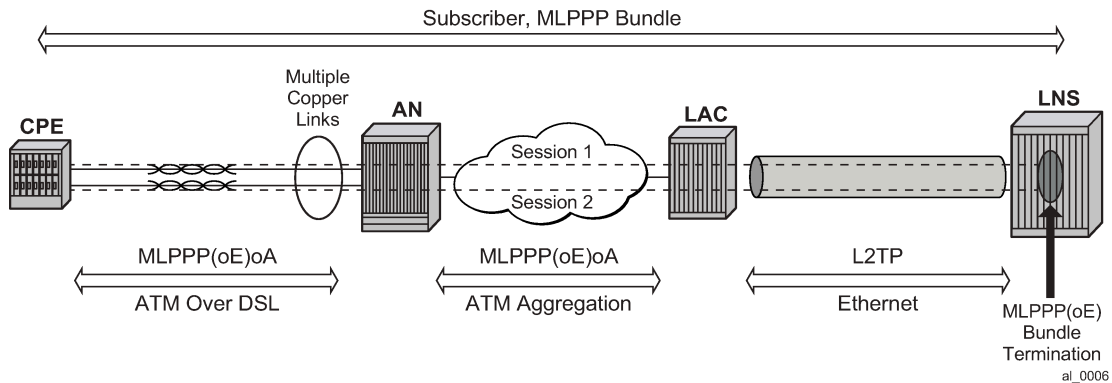 Subscriber, MLPPP Bundle
Multiple
Copper
Links
CPE
AN
LAC
LNS
Session 1
Session 2
MLPPP(oE)oA
ATM Over DSL
MLPPP(oE)oA
ATM Aggregation
L2TP
Ethernet
MLPPP(oE)
Bundle
Termination
al_0006